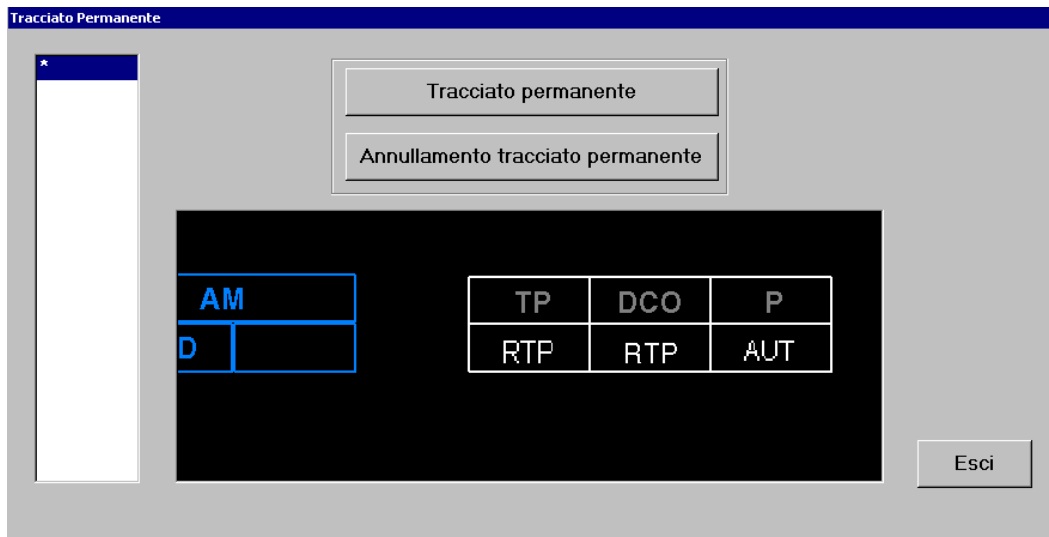 Tracciato Permanente
*
Tracciato permanente
Annullamento tracciato permanente
AM
D
TP DCO P
RTP RTP AUT
Esci